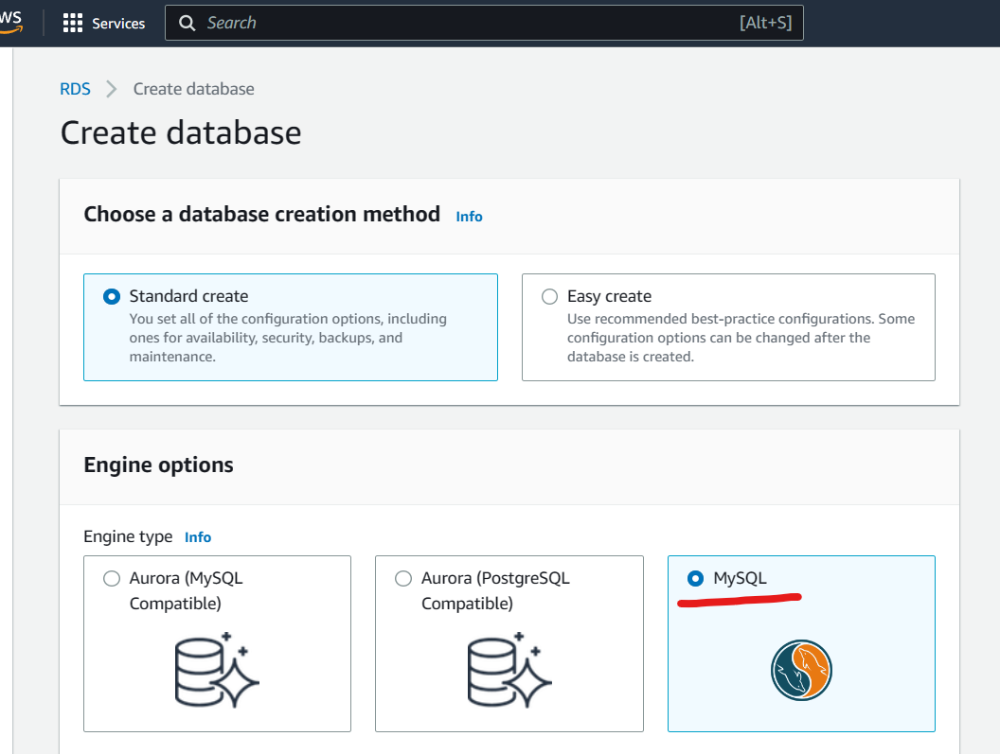 WS
Services
Search
[Alt+S]
RDS
Create database
Create database
Choose a database creation method Info
Standard create
You set all of the configuration options, including
ones for availability, security, backups, and
maintenance.
Easy create
Use recommended best-practice configurations. Some
configuration options can be changed after the
database is created.
Engine options
Engine type Info
Aurora (MySQL
Compatible)
Aurora (PostgreSQL
Compatible)
MySQL